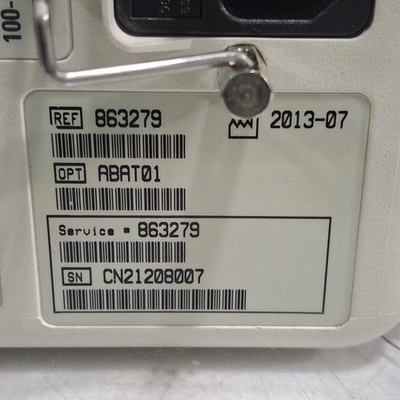 100-
REF 863279
2013-07
OPT ABAT01
Service # 863279
SN CN21208007